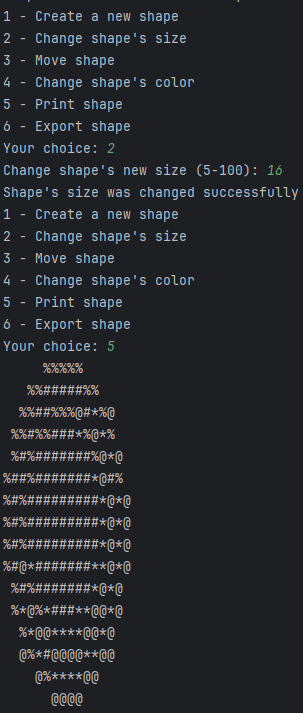 1 - Create a new shape
2 - Change shape's size
3 - Move shape
4 - Change shape's color
5 - Print shape
6 - Export shape
Your choice: 2
Change shape's new size (5-100): 16
Shape's size was changed successfully
1 - Create a new shape
2 - Change shape's size
3 - Move shape
4 - Change shape's color
5 - Print shape
6 - Export shape
Your choice: 5
     %%%%%
   %%#####%%
  %%##%%%@#*%@
 %%#%%###*%@*%
 %#%#######%@*@
%##%#######*@#%
%#%#########*@*@
%#%#########*@*@
%#%#########*@*@
%#@*#######**@*@
 %#%#######*@*@
 %*@%*###**@@*@
  %*@@****@@*@
  @%*#@@@@**@@
    @%****@@
      @@@@